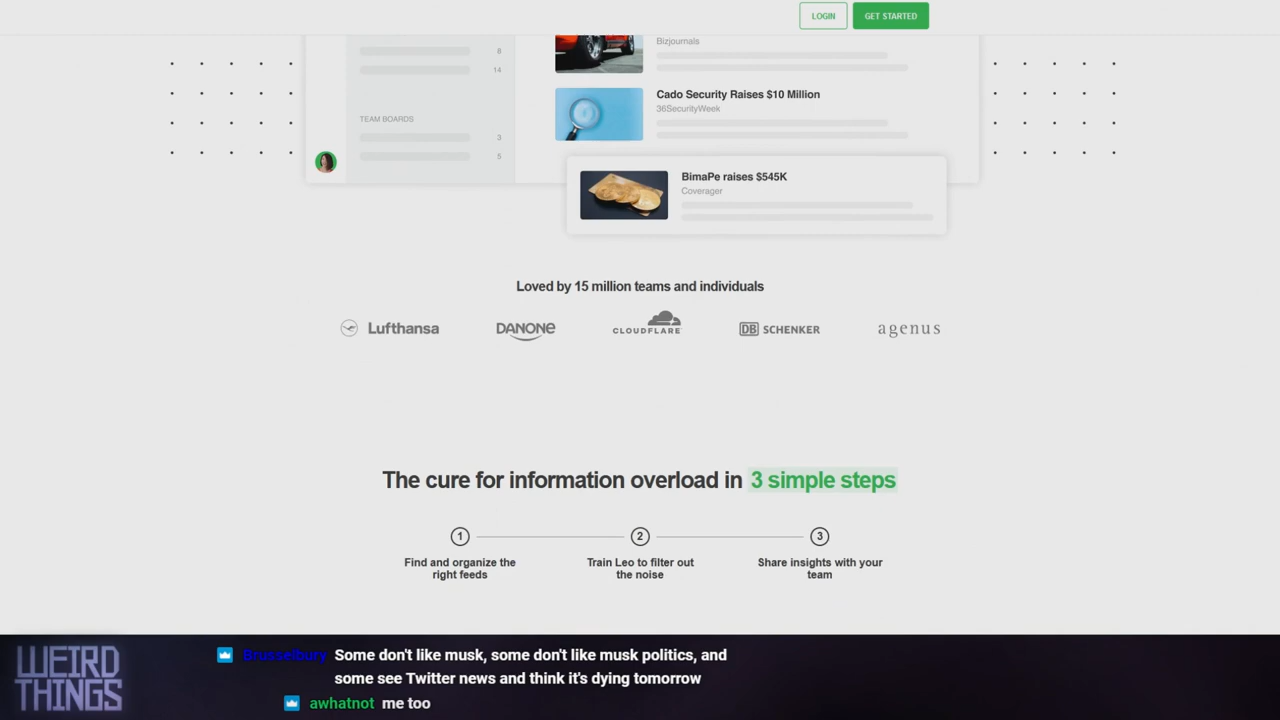 LOGIN
GET STARTED
Bizjournals
8
14
Cado Security Raises $10 Million
36SecurityWeek
TEAM BOARDS
3
5
BimaPe raises $545K
Coverager
Loved by 15 million teams and individuals
Lufthansa
DANONE
CLOUDFLARE
DB SCHENKER
agenus
The cure for information overload in 3 simple steps
1
2
3
Find and organize the
right feeds
Train Leo to filter out
the noise
Share insights with your
team
WEIRD
THINGS
Brusselbury Some don't like musk, some don't like musk politics, and
some see Twitter news and think it's dying tomorrow
awhatnot me too